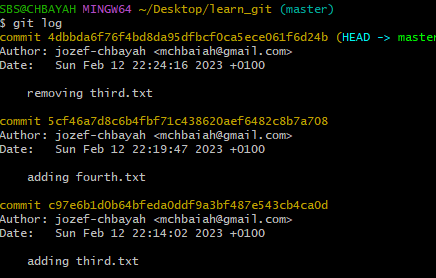 SBS@CHBAYAH MINGW64 ~/Desktop/learn_git (master)
$ git log
commit 4dbbda6f76f4bd8da95dfbcf0ca5ece061f6d24b (HEAD -> master
Author: jozef-chbayah <mchbaiah@gmail.com>
Date: Sun Feb 12 22:24:16 2023 +0100
removing third.txt
commit 5cf46a7d8c6b4fbf71c438620aef6482c8b7a708
Author: jozef-chbayah <mchbaiah@gmail.com>
Date: Sun Feb 12 22:19:47 2023 +0100
adding fourth.txt
commit c97e6b1d0b64bfeda0ddf9a3bf487e543cb4ca0d
Author: jozef-chbayah <mchbaiah@gmail.com>
Date: Sun Feb 12 22:14:02 2023 +0100
adding third.txt